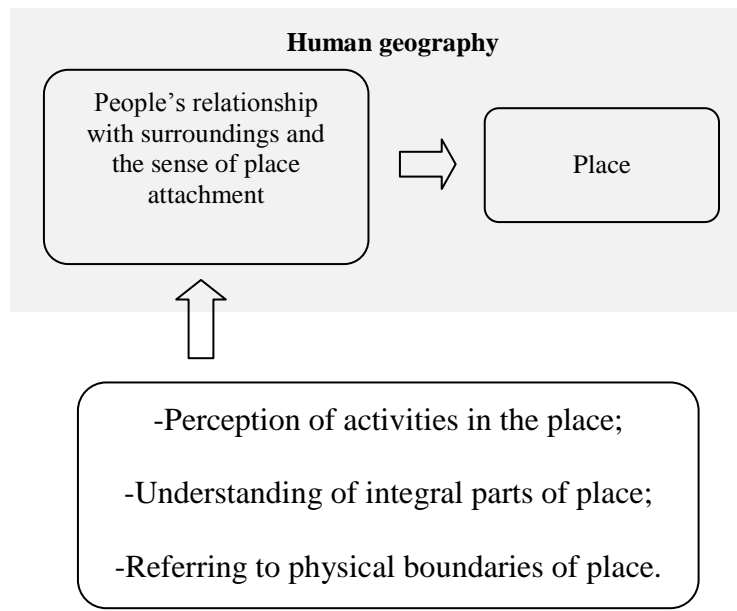 Human geography
People’s relationship
with surroundings and
the sense of place
attachment
Place
-Perception of activities in the place;
-Understanding of integral parts of place;
-Referring to physical boundaries of place.